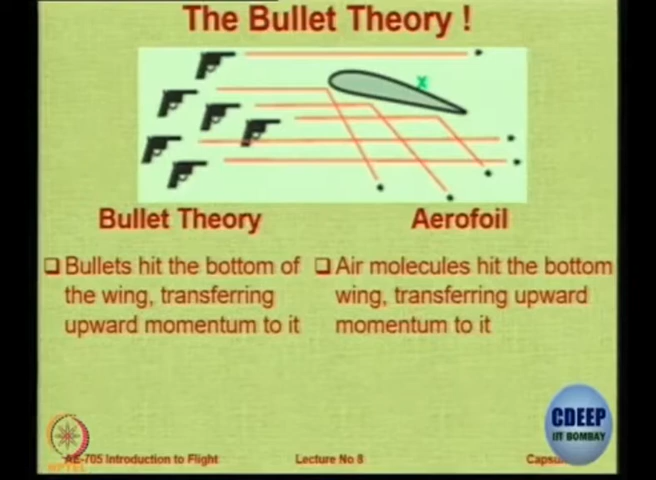 The Bullet Theory !
x
Bullet Theory
Aerofoil
❑ Bullets hit the bottom of
the wing, transferring
upward momentum to it
❑ Air molecules hit the bottom
wing, transferring upward
momentum to it
CDEEP
IIT BOMBAY
NPTEL
AE-705 Introduction to Flight
Lecture No 8